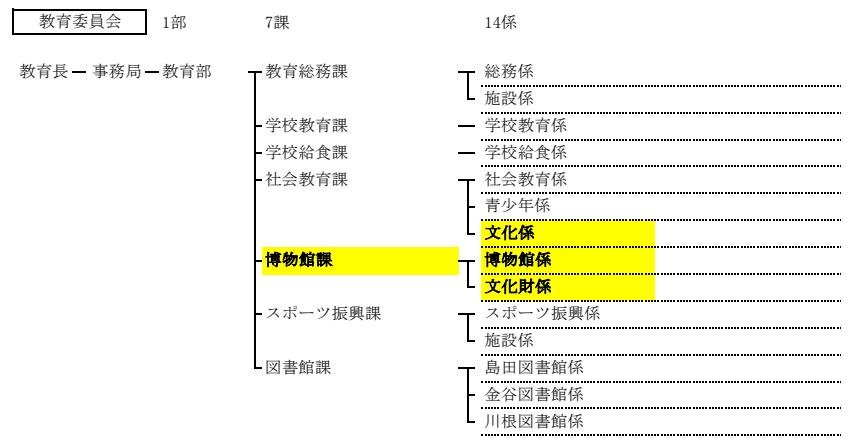 教育委員会 1部 7課 14係
教育長 事務局 教育部 教育総務課 総務係
施設係
学校教育課 学校教育係
学校給食課 学校給食係
社会教育課 社会教育係
青少年係
文化係
博物館課 博物館係
文化財係
スポーツ振興課 スポーツ振興係
施設係
図書館課 島田図書館係
金谷図書館係
川根図書館係